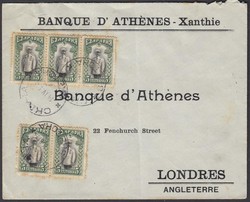 BANQUE D'ATHÈNES - Xanthie
Banque d'Athènes
22 Fenchurch Street
LONDRES
ANGLETERRE